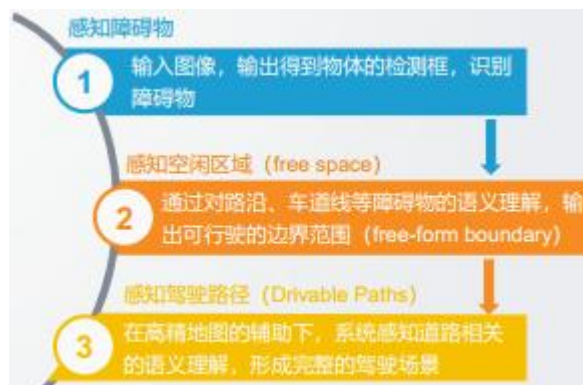 感知障碍物
1
输入图像，输出得到物体的检测框，识别
障碍物
感知空闲区域（free space）
2
通过对路沿、车道线等障碍物的语义理解，输
出可行驶的边界范围（free-form boundary）
感知驾驶路径（Drivable Paths）
3
在高精地图的辅助下，系统感知道路相关
的语义理解，形成完整的驾驶场景